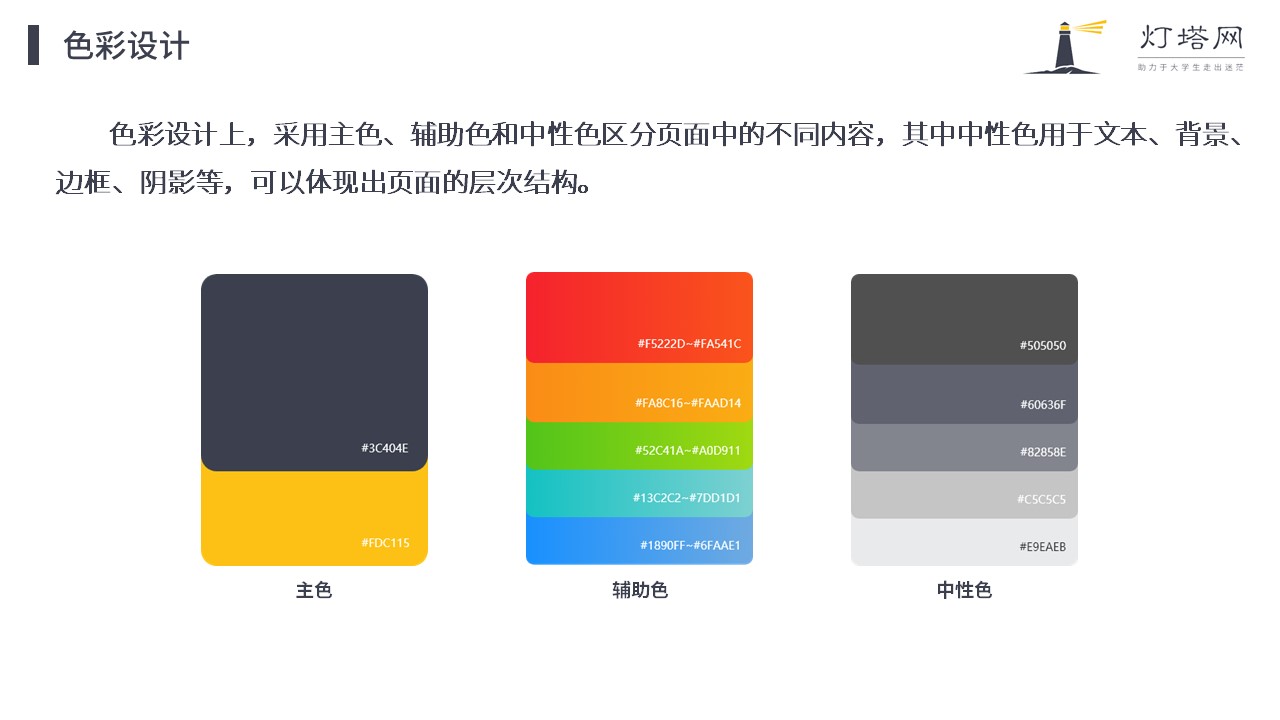 色彩设计
灯塔网
助力于大学生走出迷茫
色彩设计上，采用主色、辅助色和中性色区分页面中的不同内容，其中中性色用于文本、背景、
边框、阴影等，可以体现出页面的层次结构。
#3C404E
#FDC115
主色
#F5222D~#FA541C
#FA8C16~#FAAD14
#52C41A~#A0D911
#13C2C2~#7DD1D1
#1890FF~#6FAAE1
辅助色
#505050
#60636F
#82858E
#C5C5C5
#E9EAEB
中性色